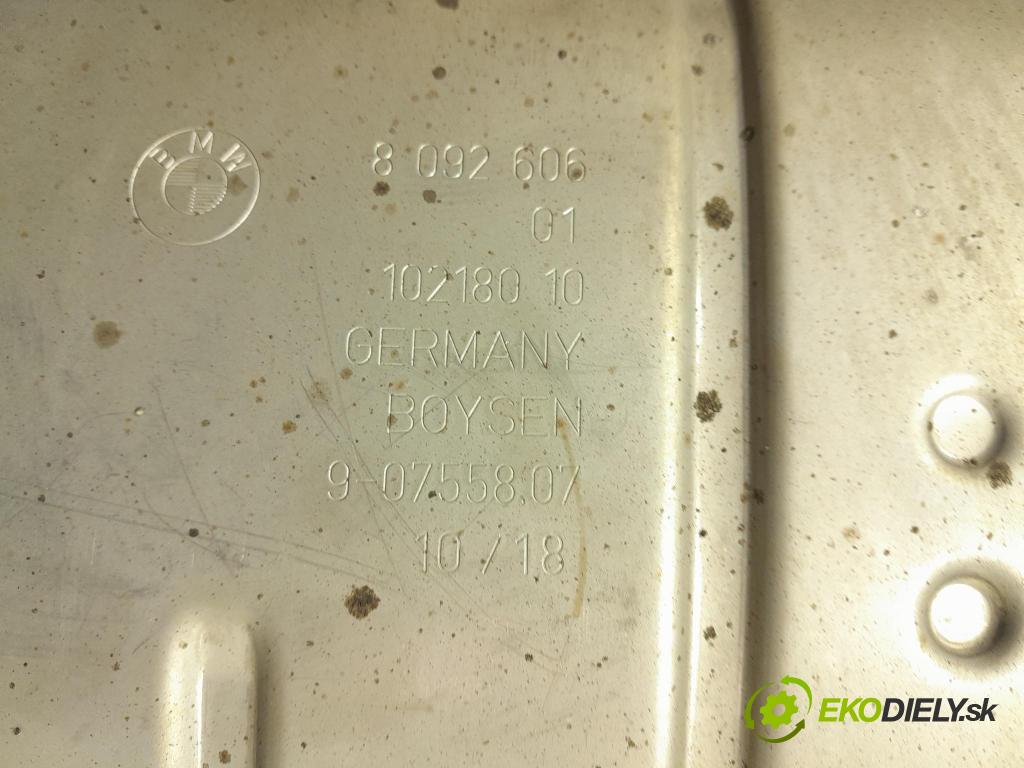 BMW
8 092 606
01
102180 10
GERMANY
BOYSEN
9-07558.07
10/18
EKODIELY.sk